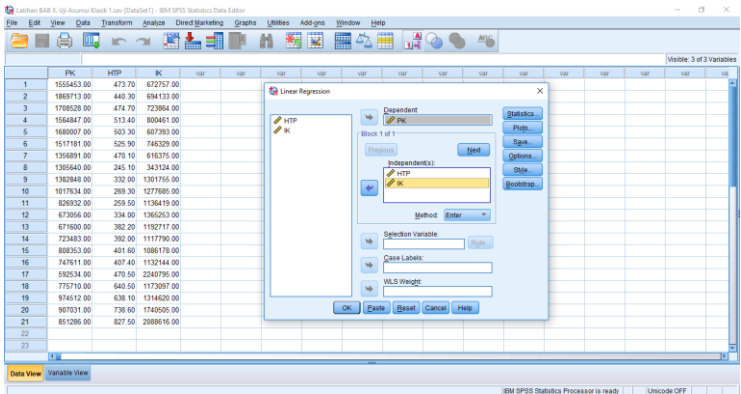 Latihan BAB 6. Uji Asumsi Klasik 1.sav [DataSet1] - IBM SPSS Statistics Data Editor
File Edit View Data Transform Analyze Direct Marketing Graphs Utilities Add-ons Window Help
Visible: 3 of 3 Variables
PK HTP IK var var var var var var var var var var var var
1 1555453.00 473.70 672757.00
2 1869713.00 440.30 694133.00
3 1708528.00 474.70 723864.00
4 1564847.00 513.40 800461.00
5 1680007.00 503.30 607393.00
6 1517181.00 525.90 746329.00
7 1356891.00 470.10 616375.00
8 1305640.00 245.10 343124.00
9 1382848.00 332.00 1301755.00
10 1017634.00 269.30 1277685.00
11 826932.00 259.50 1136419.00
12 673056.00 334.00 1365253.00
13 671600.00 382.20 1192717.00
14 723483.00 392.00 1117790.00
15 808353.00 401.60 1086178.00
16 747611.00 407.40 1132144.00
17 592534.00 470.50 2240795.00
18 775710.00 640.50 1173097.00
19 974512.00 638.10 1314620.00
20 907031.00 738.60 1740505.00
21 851286.00 827.50 2088616.00
22
23
Linear Regression
HTP
IK
Dependent:
PK
Block 1 of 1
Previous Next
Independent(s):
HTP
IK
Method: Enter
Selection Variable:
Rule...
Case Labels:
WLS Weight:
Statistics...
Plots...
Save...
Options...
Style...
Bootstrap...
OK Paste Reset Cancel Help
Data View Variable View
IBM SPSS Statistics Processor is ready Unicode:OFF